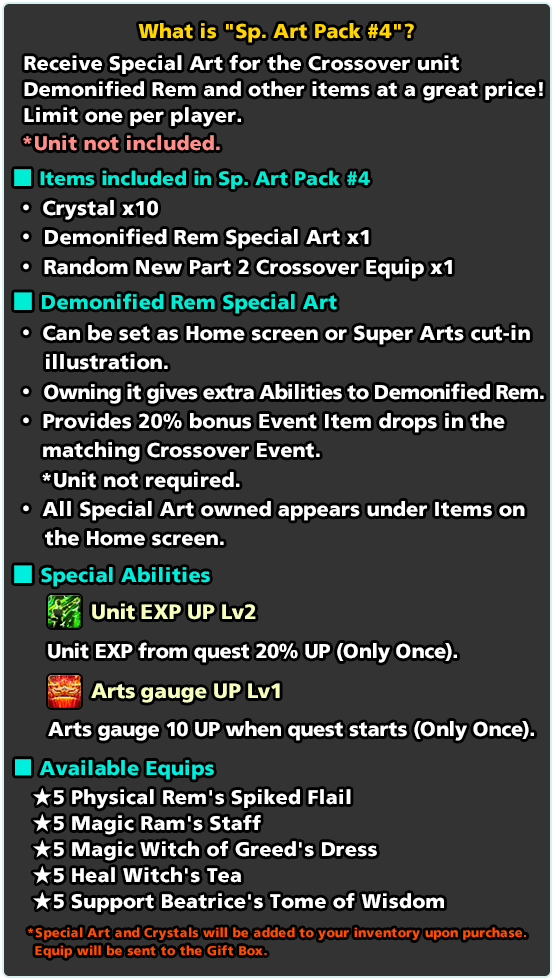 What is "Sp. Art Pack #4"?
Receive Special Art for the Crossover unit
Demonified Rem and other items at a great price!
Limit one per player.
*Unit not included.
■ Items included in Sp. Art Pack #4
• Crystal x10
• Demonified Rem Special Art x1
• Random New Part 2 Crossover Equip x1
■ Demonified Rem Special Art
• Can be set as Home screen or Super Arts cut-in
illustration.
• Owning it gives extra Abilities to Demonified Rem.
• Provides 20% bonus Event Item drops in the
matching Crossover Event.
*Unit not required.
• All Special Art owned appears under Items on
the Home screen.
■ Special Abilities
Unit EXP UP Lv2
Unit EXP from quest 20% UP (Only Once).
Arts gauge UP Lv1
Arts gauge 10 UP when quest starts (Only Once).
■ Available Equips
★5 Physical Rem's Spiked Flail
★5 Magic Ram's Staff
★5 Magic Witch of Greed's Dress
★5 Heal Witch's Tea
★5 Support Beatrice's Tome of Wisdom
*Special Art and Crystals will be added to your inventory upon purchase.
Equip will be sent to the Gift Box.